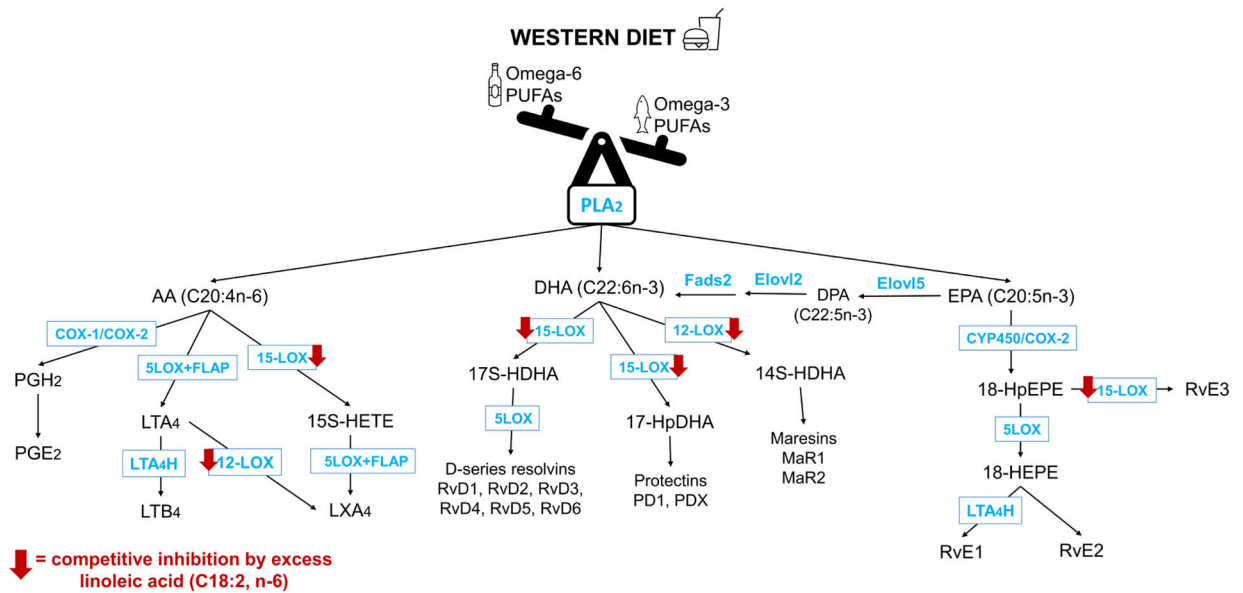 WESTERN DIET
Omega-6
PUFAs
Omega-3
PUFAs
PLA2
AA (C20:4n-6)
DHA (C22:6n-3)
Fads2
Elovl2
DPA
(C22:5n-3)
Elovl5
EPA (C20:5n-3)
COX-1/COX-2
5LOX+FLAP
15-LOX
15-LOX
15-LOX
12-LOX
CYP450/COX-2
PGH2
PGE2
LTA4
15S-HETE
LTA4H
12-LOX
5LOX+FLAP
LTB4
LXA4
17S-HDHA
5LOX
D-series resolvins
RvD1, RvD2, RvD3,
RvD4, RvD5, RvD6
17-HpDHA
Protectins
PD1, PDX
14S-HDHA
Maresins
MaR1
MaR2
18-HpEPE
15-LOX
RvE3
5LOX
18-HEPE
LTA4H
RvE1
RvE2
= competitive inhibition by excess
linoleic acid (C18:2, n-6)